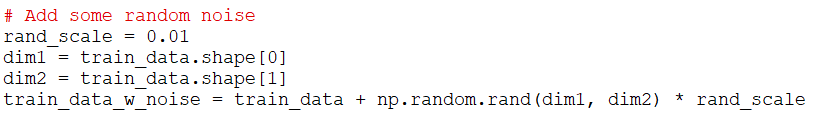 # Add some random noise
rand_scale = 0.01
dim1 = train_data.shape[0]
dim2 = train_data.shape[1]
train_data_w_noise = train_data + np.random.rand(dim1, dim2) * rand_scale